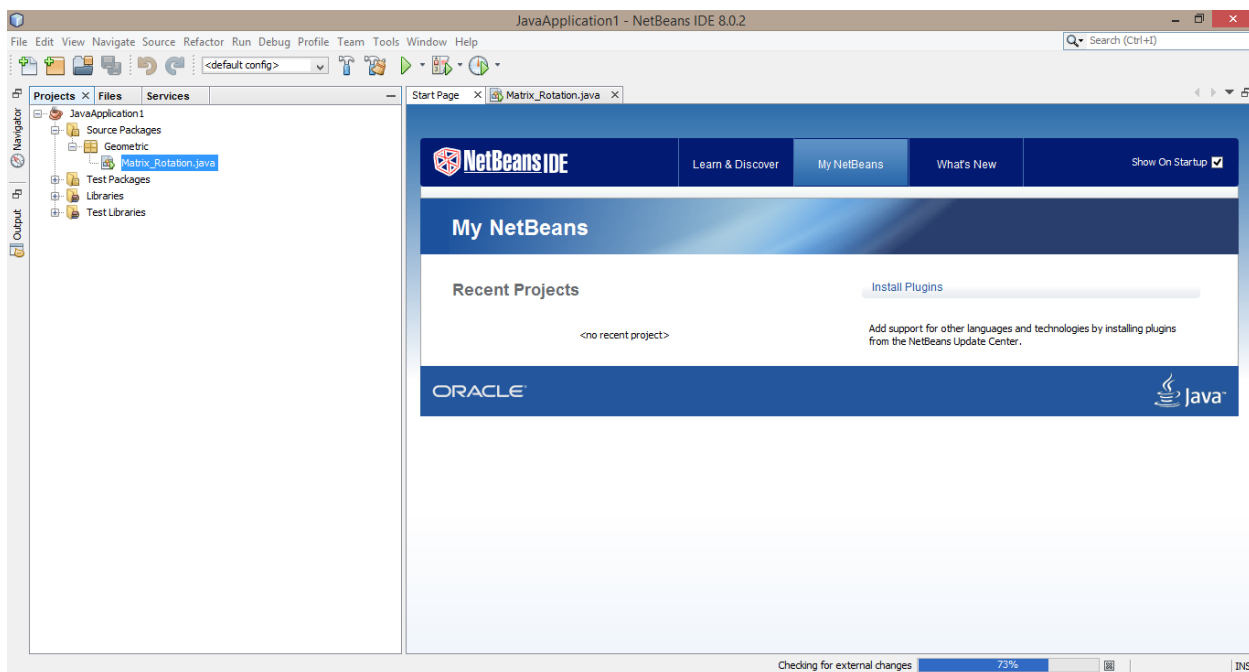 JavaApplication1 - NetBeans IDE 8.0.2
File Edit View Navigate Source Refactor Run Debug Profile Team Tools Window Help
Search (Ctrl+I)
<default config>
Projects Files Services
Start Page Matrix_Rotation.java
Navigator
Output
JavaApplication1
Source Packages
Geometric
Matrix_Rotation.java
Test Packages
Libraries
Test Libraries
NetBeans IDE
Learn & Discover
My NetBeans
What's New
Show On Startup
My NetBeans
Recent Projects
<no recent project>
Install Plugins
Add support for other languages and technologies by installing plugins
from the NetBeans Update Center.
ORACLE
Java
Checking for external changes 73% INS